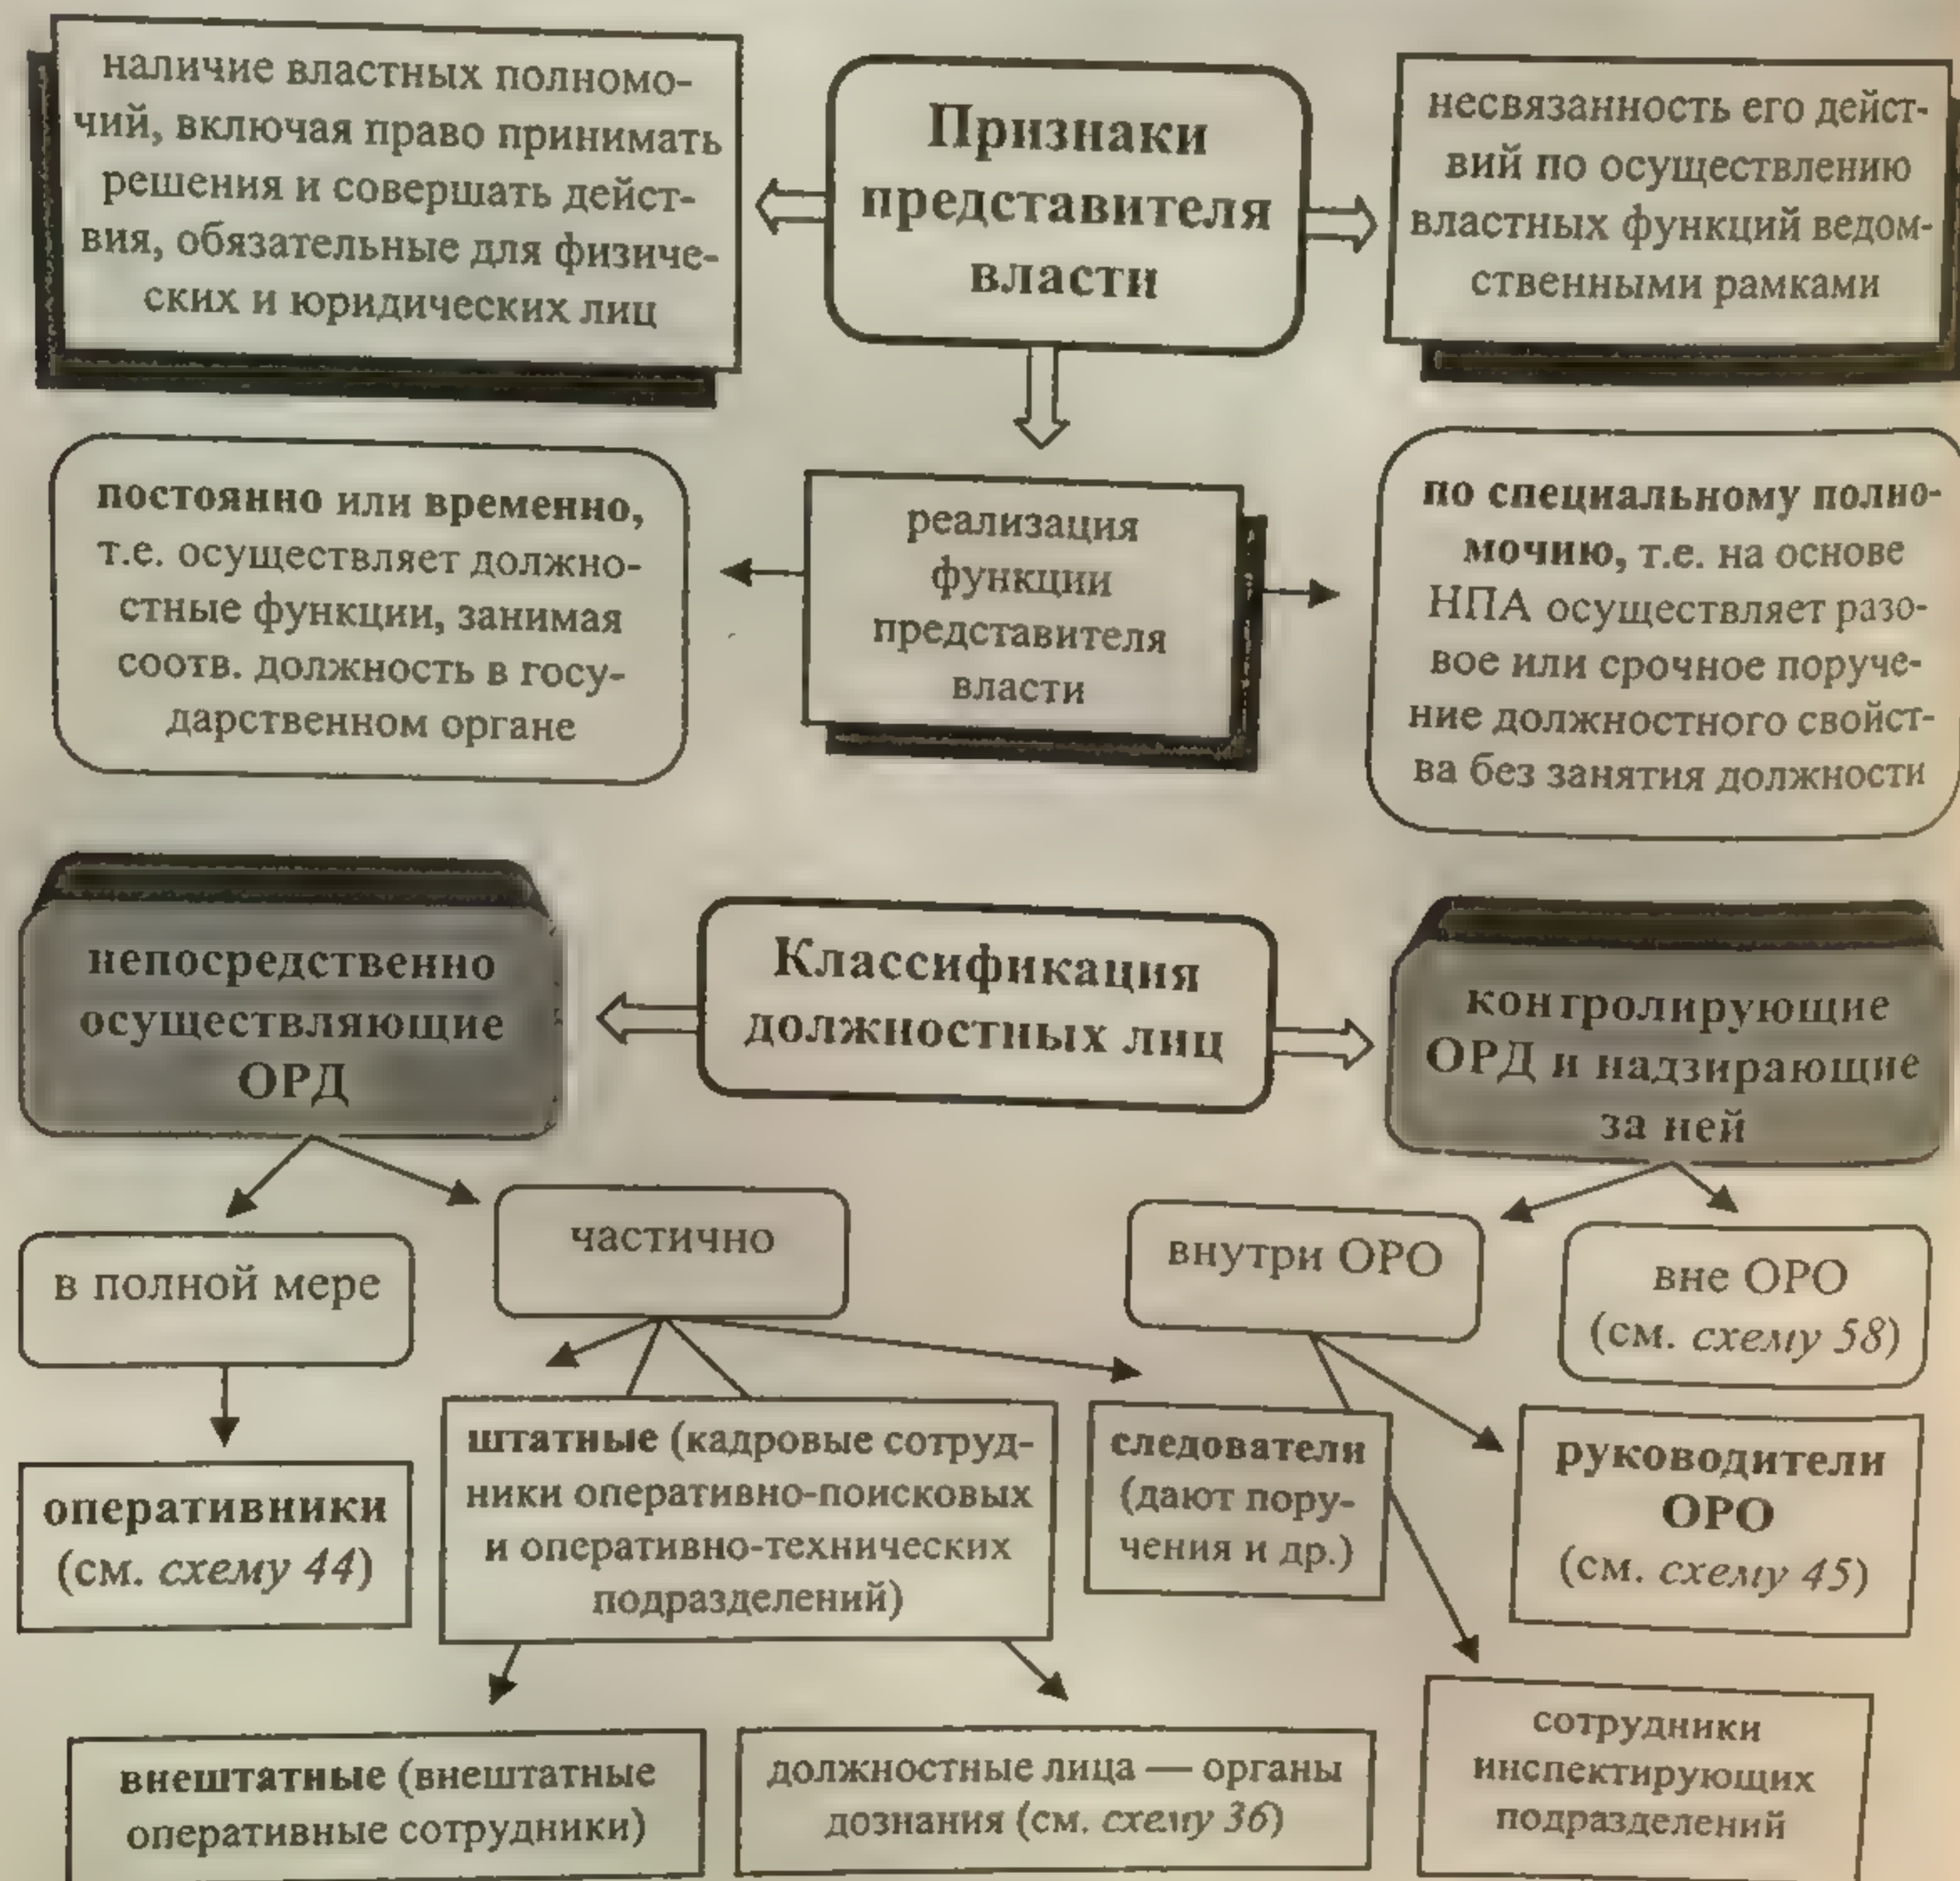 наличие властных полномо-
чий, включая право принимать
решения и совершать дейст-
вия, обязательные для физиче-
ских и юридических лиц
Признаки
представителя
власти
несвязанность его дейст-
вий по осуществлению
властных функций ведом-
ственными рамками
постоянно или временно,
т.е. осуществляет должно-
стные функции, занимая
соотв. должность в госу-
дарственном органе
реализация
функции
представителя
власти
по специальному полно-
мочию, т.е. на основе
НПА осуществляет разо-
вое или срочное поруче-
ние должностного свойст-
ва без занятия должности
непосредственно
осуществляющие
ОРД
Классификация
должностных лиц
контролирующие
ОРД и надзирающие
за ней
в полной мере
частично
внутри ОРО
вне ОРО
(см. схему 58)
оперативники
(см. схему 44)
штатные (кадровые сотруд-
ники оперативно-поисковых
и оперативно-технических
подразделений)
следователи
(дают пору-
чения и др.)
руководители
ОРО
(см. схему 45)
внештатные (внештатные
оперативные сотрудники)
должностные лица — органы
дознания (см. схему 36)
сотрудники
инспектирующих
подразделений